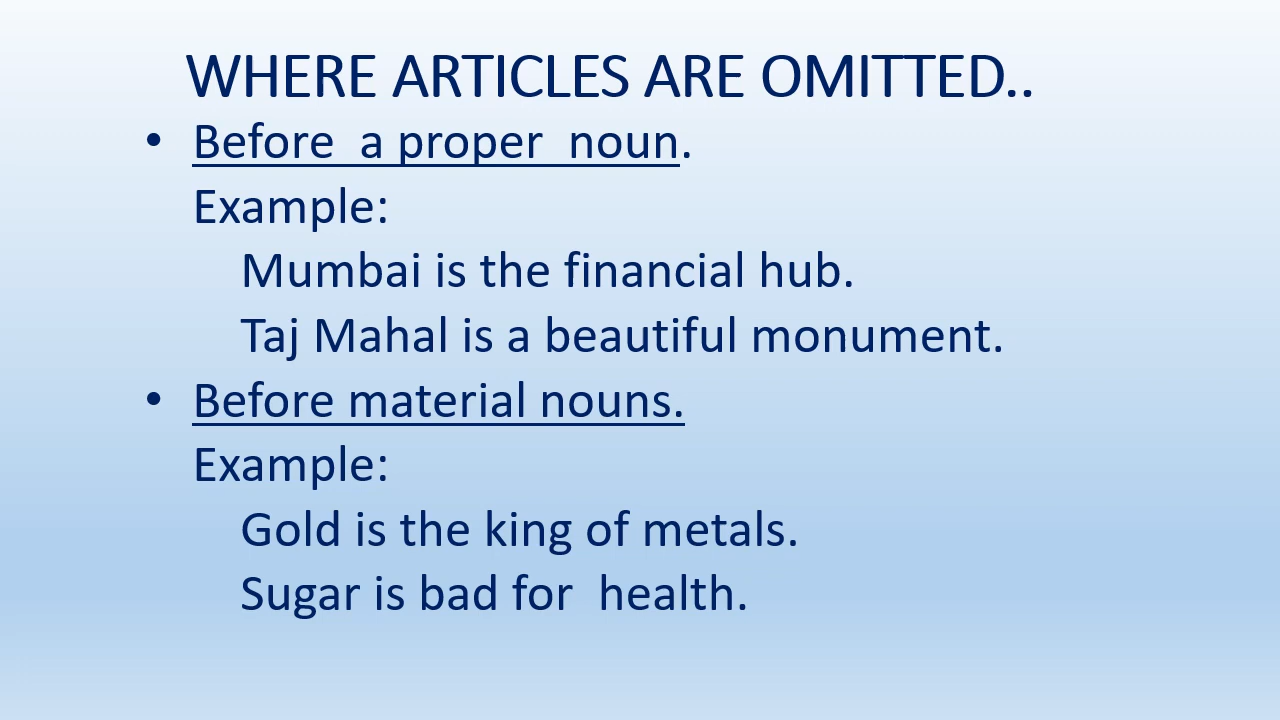 WHERE ARTICLES ARE OMITTED..
• Before a proper noun.
Example:
Mumbai is the financial hub.
Taj Mahal is a beautiful monument.
• Before material nouns.
Example:
Gold is the king of metals.
Sugar is bad for health.